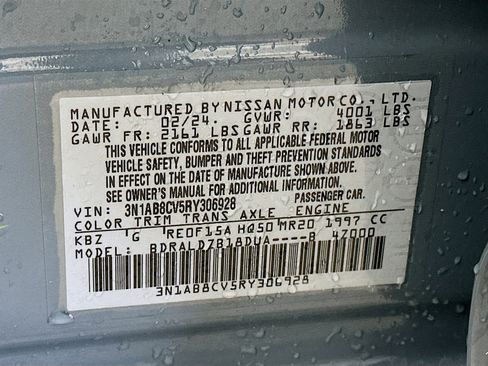 MANUFACTURED BY NISSAN MOTOR CO., LTD.
DATE: 02/24 GVWR: 4001 LBS
GAWR FR: 2161 LBS GAWR RR: 1863 LBS
THIS VEHICLE CONFORMS TO ALL APPLICABLE FEDERAL MOTOR
VEHICLE SAFETY, BUMPER AND THEFT PREVENTION STANDARDS
IN EFFECT ON THE DATE OF MANUFACTURE SHOWN ABOVE.
SEE OWNER'S MANUAL FOR ADDITIONAL INFORMATION.
VIN: 3N1AB8CV5RY306928 PASSENGER CAR.
COLOR TRIM TRANS AXLE ENGINE
KBZ G RE0F15A HQ50 MR20 1997 CC
MODEL: BDRALDZB18DUA----B 47000
3N1AB8CV5RY306928